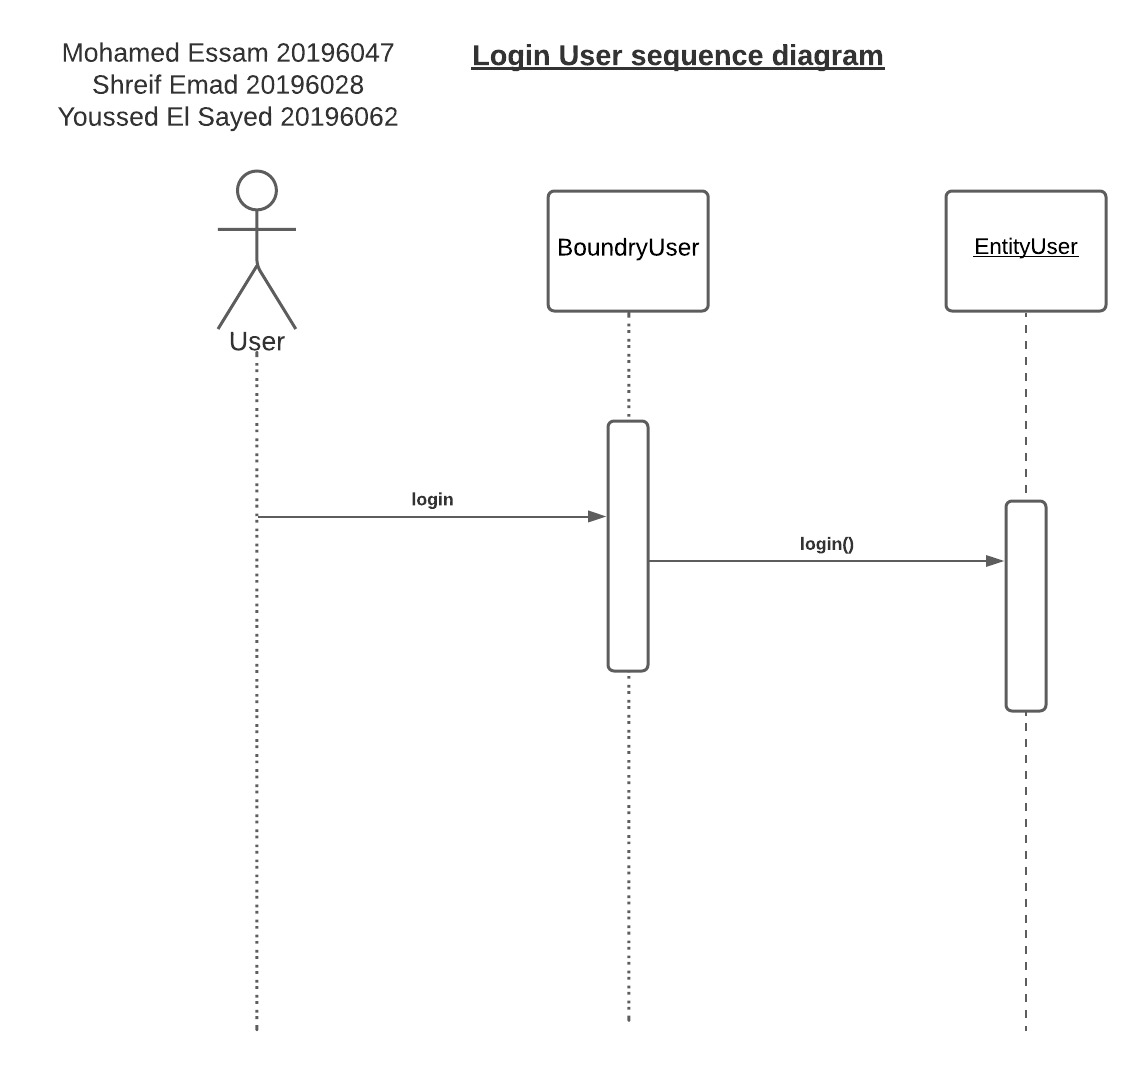 Mohamed Essam 20196047
Shreif Emad 20196028
Youssed El Sayed 20196062
Login User sequence diagram
User
BoundryUser
EntityUser
login
login()